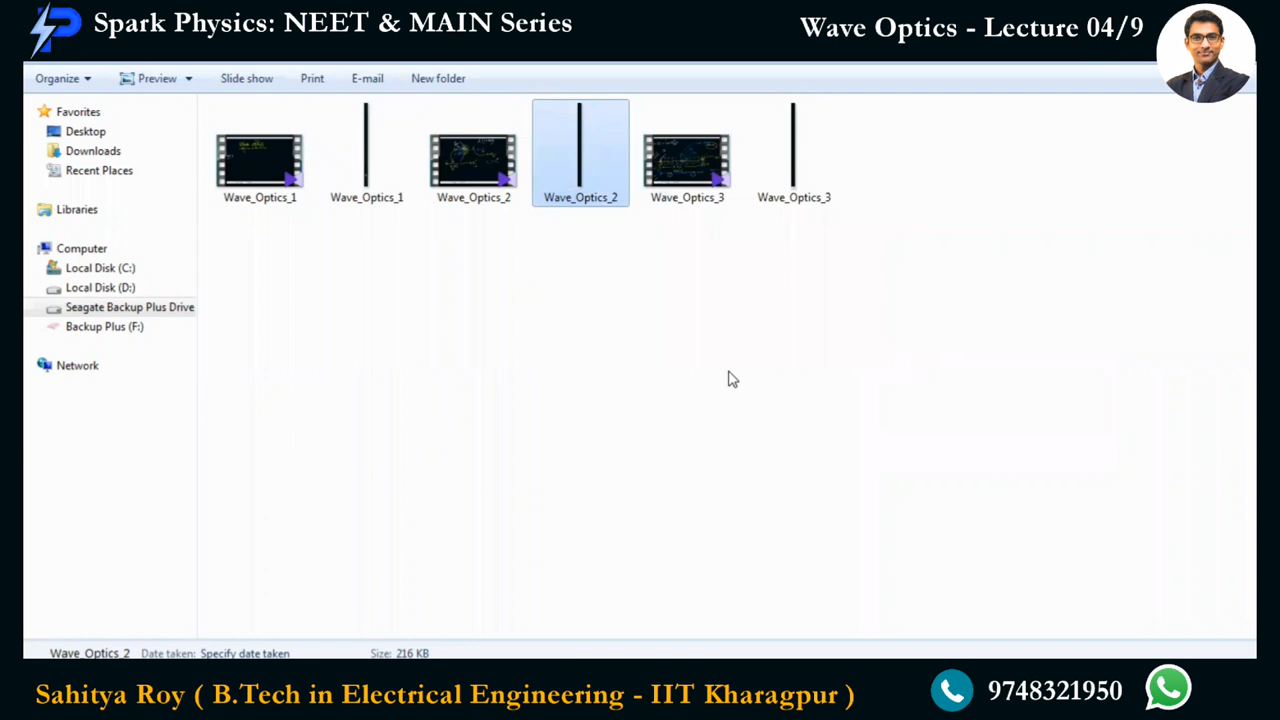 Spark Physics: NEET & MAIN Series
Wave Optics - Lecture 04/9
Organize
Preview
Slide show
Print
E-mail
New folder
Favorites
Desktop
Downloads
Recent Places
Libraries
Computer
Local Disk (C:)
Local Disk (D:)
Seagate Backup Plus Drive
Backup Plus (F:)
Network
Wave_Optics_1
Wave_Optics_1
Wave_Optics_2
Wave_Optics_2
Wave_Optics_3
Wave_Optics_3
Wave_Optics_2 Date taken: Specify date taken Size: 216 KB
Sahitya Roy ( B.Tech in Electrical Engineering - IIT Kharagpur )
9748321950